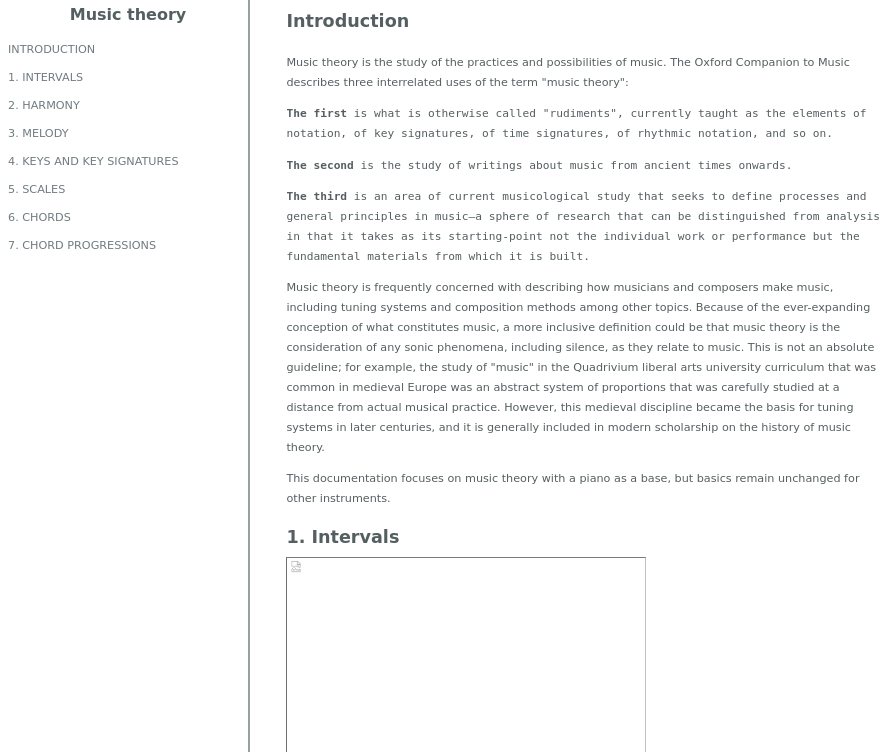 Music theory
INTRODUCTION
1. INTERVALS
2. HARMONY
3. MELODY
4. KEYS AND KEY SIGNATURES
5. SCALES
6. CHORDS
7. CHORD PROGRESSIONS
Introduction
Music theory is the study of the practices and possibilities of music. The Oxford Companion to Music
describes three interrelated uses of the term "music theory":
The first is what is otherwise called "rudiments", currently taught as the elements of
notation, of key signatures, of time signatures, of rhythmic notation, and so on.
The second is the study of writings about music from ancient times onwards.
The third is an area of current musicological study that seeks to define processes and
general principles in music—a sphere of research that can be distinguished from analysis
in that it takes as its starting-point not the individual work or performance but the
fundamental materials from which it is built.
Music theory is frequently concerned with describing how musicians and composers make music,
including tuning systems and composition methods among other topics. Because of the ever-expanding
conception of what constitutes music, a more inclusive definition could be that music theory is the
consideration of any sonic phenomena, including silence, as they relate to music. This is not an absolute
guideline; for example, the study of "music" in the Quadrivium liberal arts university curriculum that was
common in medieval Europe was an abstract system of proportions that was carefully studied at a
distance from actual musical practice. However, this medieval discipline became the basis for tuning
systems in later centuries, and it is generally included in modern scholarship on the history of music
theory.
This documentation focuses on music theory with a piano as a base, but basics remain unchanged for
other instruments.
1. Intervals